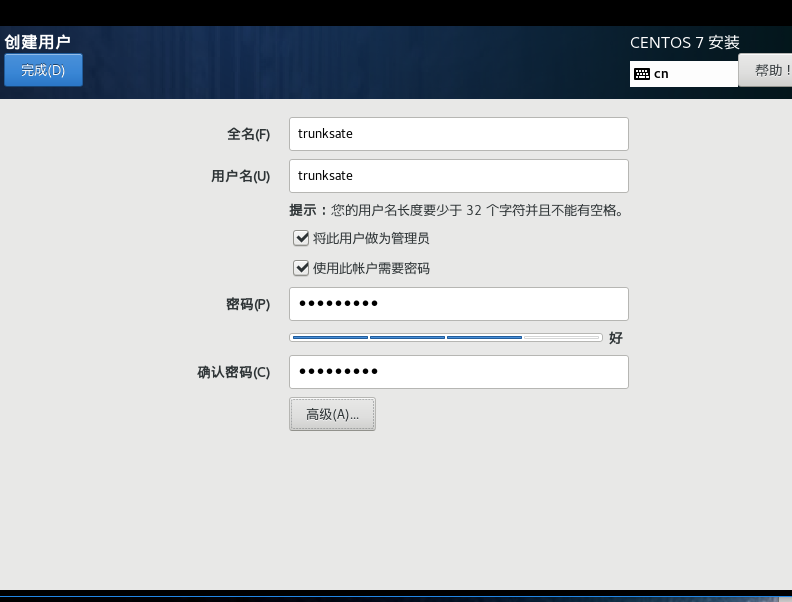 创建用户
CENTOS 7 安装
完成(D)
cn
帮助！
全名(F)
trunksate
用户名(U)
trunksate
提示：您的用户名长度要少于 32 个字符并且不能有空格。
将此用户做为管理员
使用此帐户需要密码
密码(P)
●●●●●●●●●
好
确认密码(C)
●●●●●●●●●
高级(A)...